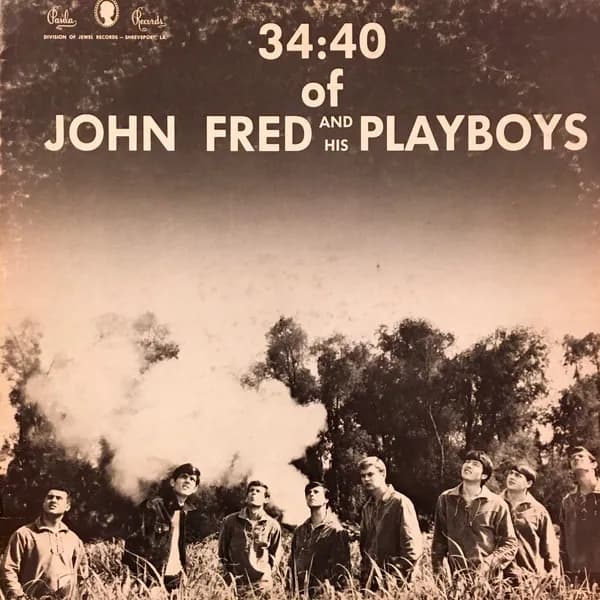 Paula Records
DIVISION OF JEWEL RECORDS — SHREVEPORT, LA.
34:40
of
JOHN FRED AND HIS PLAYBOYS